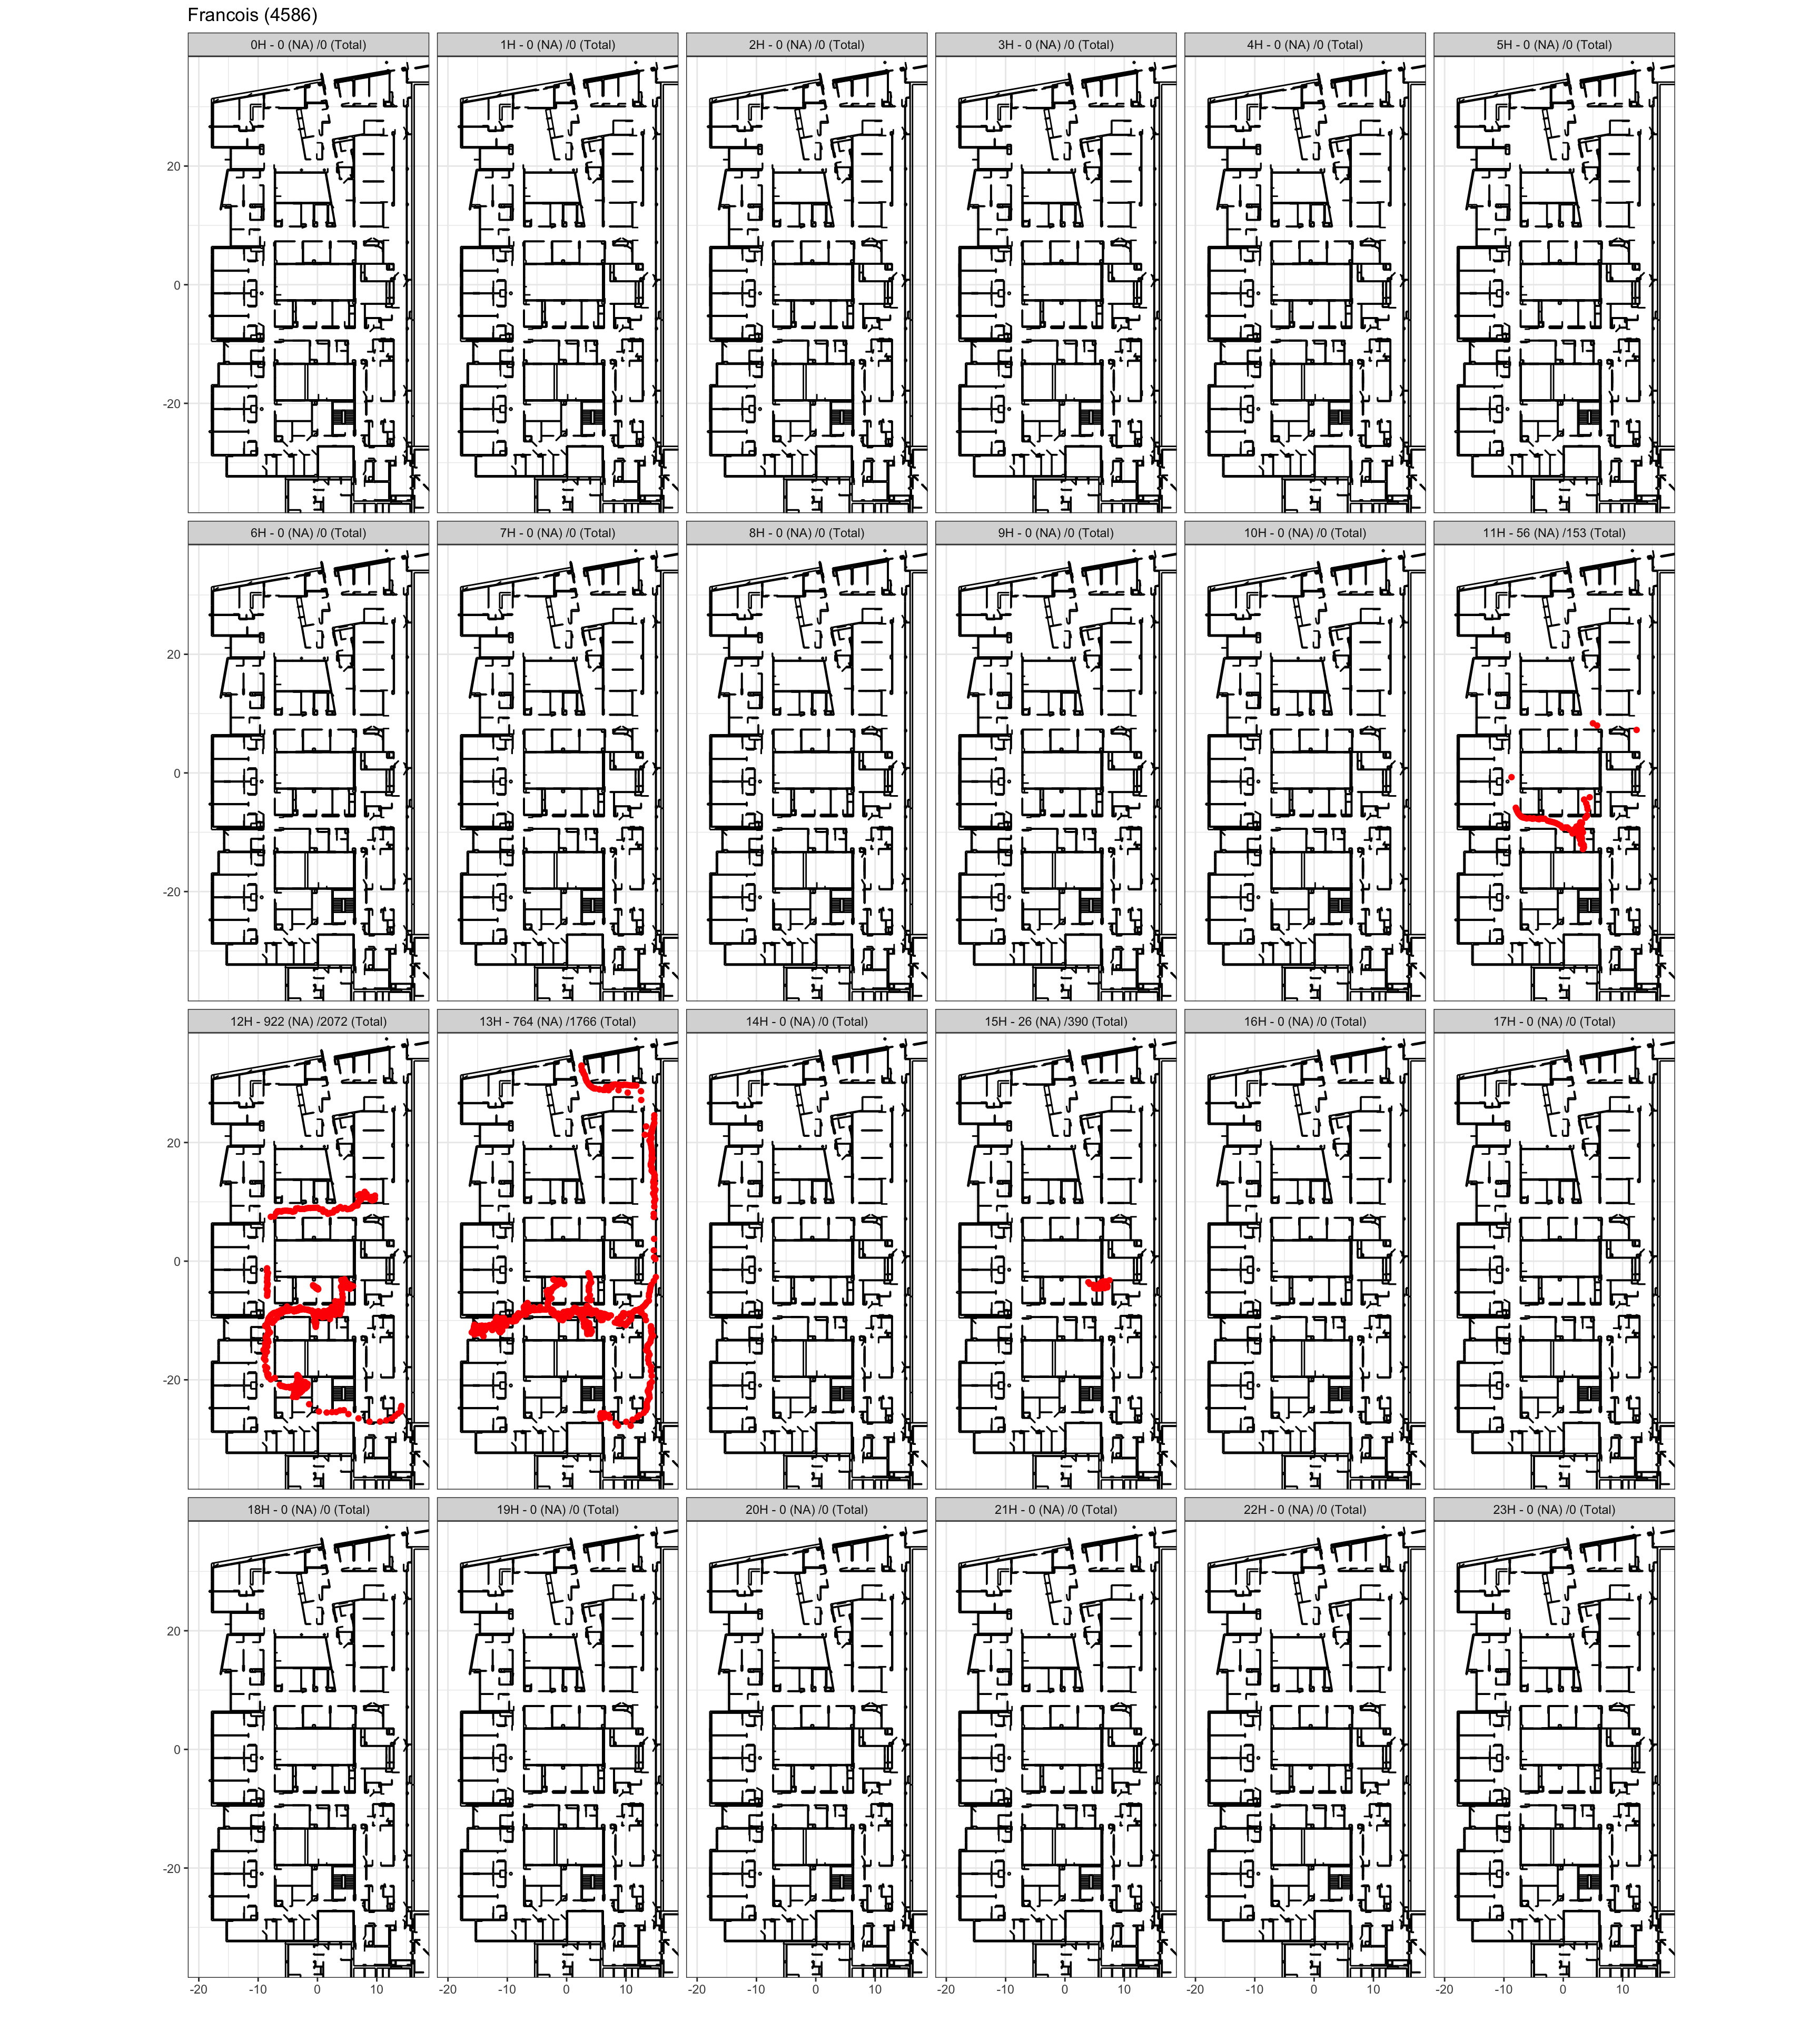 Francois (4586)
0H - 0 (NA) /0 (Total) 1H - 0 (NA) /0 (Total) 2H - 0 (NA) /0 (Total) 3H - 0 (NA) /0 (Total) 4H - 0 (NA) /0 (Total) 5H - 0 (NA) /0 (Total)
20
0
-20
6H - 0 (NA) /0 (Total) 7H - 0 (NA) /0 (Total) 8H - 0 (NA) /0 (Total) 9H - 0 (NA) /0 (Total) 10H - 0 (NA) /0 (Total) 11H - 56 (NA) /153 (Total)
20
0
-20
12H - 922 (NA) /2072 (Total) 13H - 764 (NA) /1766 (Total) 14H - 0 (NA) /0 (Total) 15H - 26 (NA) /390 (Total) 16H - 0 (NA) /0 (Total) 17H - 0 (NA) /0 (Total)
20
0
-20
18H - 0 (NA) /0 (Total) 19H - 0 (NA) /0 (Total) 20H - 0 (NA) /0 (Total) 21H - 0 (NA) /0 (Total) 22H - 0 (NA) /0 (Total) 23H - 0 (NA) /0 (Total)
20
0
-20
-20 -10 0 10 -20 -10 0 10 -20 -10 0 10 -20 -10 0 10 -20 -10 0 10 -20 -10 0 10